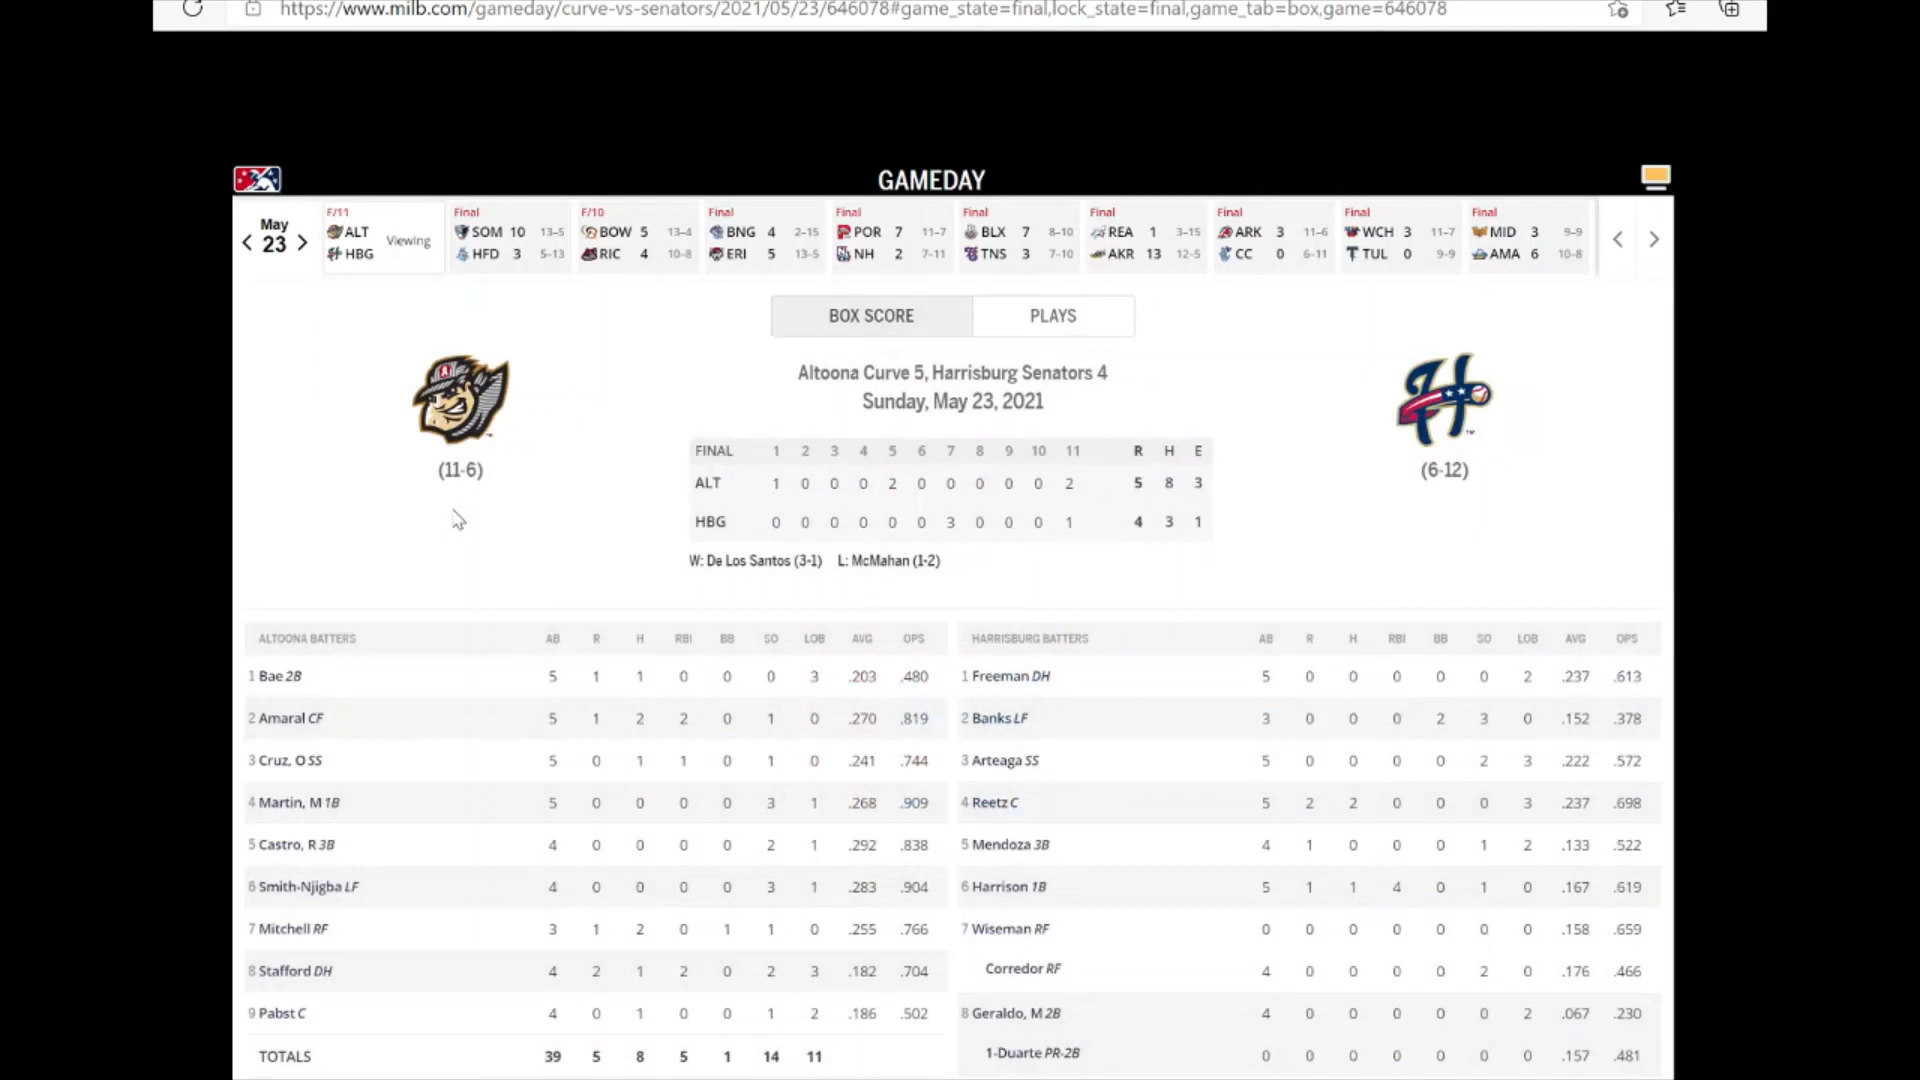 https://www.milb.com/gameday/curve-vs-senators/2021/05/23/646078#game_state=final,lock_state=final,game_tab=box,game=646078
GAMEDAY
May 23
F/11
ALT
HBG
Viewing
Final
SOM 10 13-5
HFD 3 5-13
F/10
BOW 5 13-4
RIC 4 10-8
Final
BNG 4 2-15
ERI 5 13-5
Final
POR 7 11-7
NH 2 7-11
Final
BLX 7 8-10
TNS 3 7-10
Final
REA 1 3-15
AKR 13 12-5
Final
ARK 3 11-6
CC 0 6-11
Final
WCH 3 11-7
TUL 0 9-9
Final
MID 3 9-9
AMA 6 10-8
BOX SCORE
PLAYS
Altoona Curve 5, Harrisburg Senators 4
Sunday, May 23, 2021
(11-6)
(6-12)
FINAL 1 2 3 4 5 6 7 8 9 10 11 R H E
ALT 1 0 0 0 2 0 0 0 0 0 2 5 8 3
HBG 0 0 0 0 0 0 3 0 0 0 1 4 3 1
W: De Los Santos (3-1) L: McMahan (1-2)
ALTOONA BATTERS AB R H RBI BB SO LOB AVG OPS
1 Bae 2B 5 1 1 0 0 0 3 .203 .480
2 Amaral CF 5 1 2 2 0 1 0 .270 .819
3 Cruz, O SS 5 0 1 1 0 1 0 .241 .744
4 Martin, M 1B 5 0 0 0 0 3 1 .268 .909
5 Castro, R 3B 4 0 0 0 0 2 1 .292 .838
6 Smith-Njigba LF 4 0 0 0 0 3 1 .283 .904
7 Mitchell RF 3 1 2 0 1 1 0 .255 .766
8 Stafford DH 4 2 1 2 0 2 3 .182 .704
9 Pabst C 4 0 1 0 0 1 2 .186 .502
TOTALS 39 5 8 5 1 14 11
HARRISBURG BATTERS AB R H RBI BB SO LOB AVG OPS
1 Freeman DH 5 0 0 0 0 0 2 .237 .613
2 Banks LF 3 0 0 0 2 3 0 .152 .378
3 Arteaga SS 5 0 0 0 0 2 3 .222 .572
4 Reetz C 5 2 2 0 0 0 3 .237 .698
5 Mendoza 3B 4 1 0 0 0 1 2 .133 .522
6 Harrison 1B 5 1 1 4 0 1 0 .167 .619
7 Wiseman RF 0 0 0 0 0 0 0 .158 .659
Corredor RF 4 0 0 0 0 2 0 .176 .466
8 Geraldo, M 2B 4 0 0 0 0 0 2 .067 .230
1-Duarte PR-2B 0 0 0 0 0 0 0 .157 .481